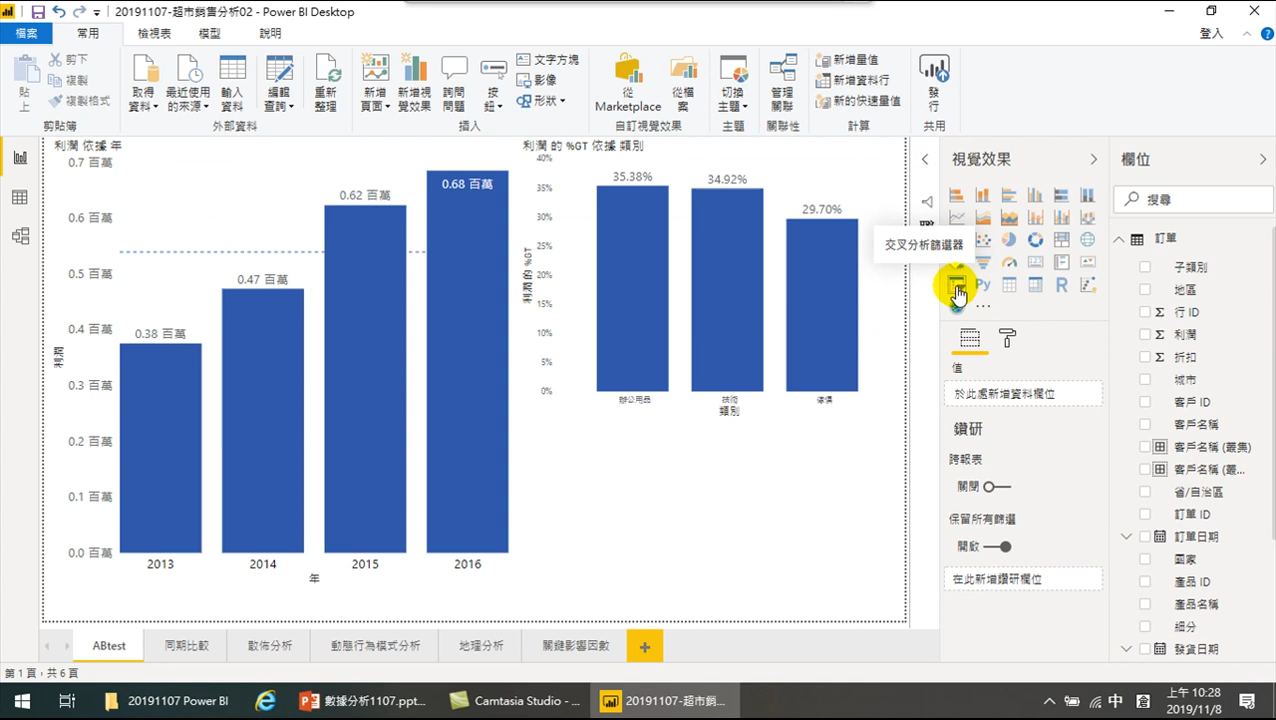 20191107-超市銷售分析02 - Power BI Desktop
檔案
常用
檢視表
模型
說明
登入
貼上
剪下
複製
複製格式
剪貼簿
取得資料
最近使用的來源
輸入資料
編輯查詢
重新整理
外部資料
新增頁面
新增視覺效果
詢問問題
按鈕
文字方塊
影像
形狀
插入
從 Marketplace
從檔案
自訂視覺效果
切換主題
主題
管理關聯
關聯性
新增量值
新增資料行
新的快速量值
計算
發行
共用
利潤 依據 年
0.7 百萬
0.6 百萬
0.5 百萬
0.4 百萬
0.3 百萬
0.2 百萬
0.1 百萬
0.0 百萬
利潤
0.38 百萬
0.47 百萬
0.62 百萬
0.68 百萬
2013
2014
2015
2016
年
利潤 的 %GT 依據 類別
40%
35%
30%
25%
20%
15%
10%
5%
0%
利潤的 %GT
35.38%
34.92%
29.70%
辦公用品
技術
傢俱
類別
視覺效果
交叉分析篩選器
Py
R
值
於此處新增資料欄位
鑽研
跨報表
關閉
保留所有篩選
開啟
在此新增鑽研欄位
欄位
搜尋
訂單
子類別
地區
行 ID
利潤
折扣
城市
客戶 ID
客戶名稱
客戶名稱 (叢集)
客戶名稱 (叢...
省/自治區
訂單 ID
訂單日期
國家
產品 ID
產品名稱
細分
發貨日期
ABtest
同期比較
散佈分析
動態行為模式分析
地理分析
關鍵影響因數
第 1 頁，共 6 頁
20191107 Power BI
數據分析1107.ppt...
Camtasia Studio - ...
20191107-超市銷...
中
上午 10:28
2019/11/8